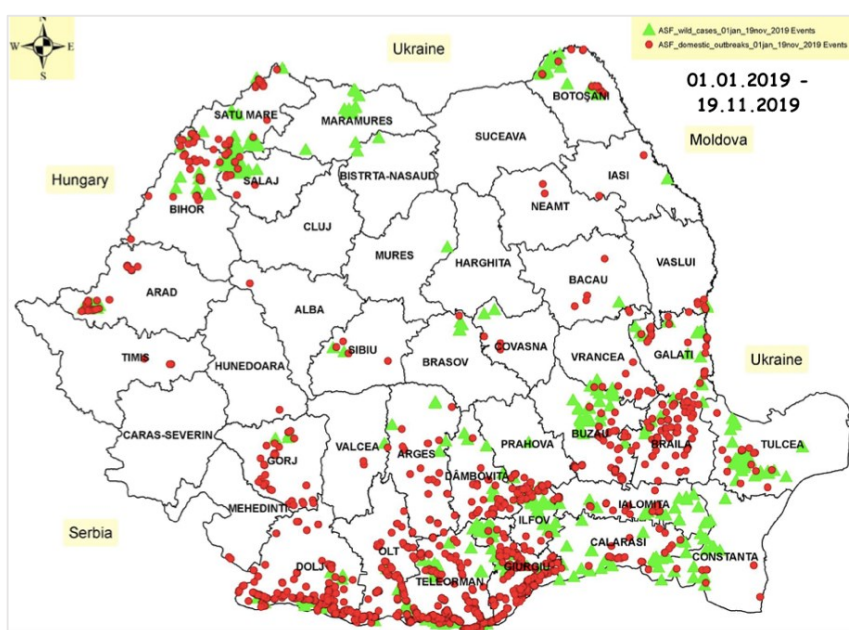 N
W E
S
Ukraine
ASF_wild_cases_01jan_19nov_2019 Events
ASF_domestic_outbreaks_01jan_19nov_2019 Events
01.01.2019 -
19.11.2019
BOTOŞANI
SATU MARE
MARAMURES
SUCEAVA
Moldova
Hungary
SALAJ
BISTRTA-NASAUD
IASI
NEAMT
BIHOR
CLUJ
MURES
HARGHITA
BACAU
VASLUI
ARAD
ALBA
TIMIS
HUNEDOARA
SIBIU
BRASOV
COVASNA
VRANCEA
GALATI
Ukraine
CARAS-SEVERIN
GORJ
VALCEA
ARGES
PRAHOVA
BUZAU
BRAILA
TULCEA
DÂMBOVITA
MEHEDINTI
ILFOV
IALOMITA
Serbia
DOLJ
OLT
TELEORMAN
GIURGIU
CALARASI
CONSTANTA